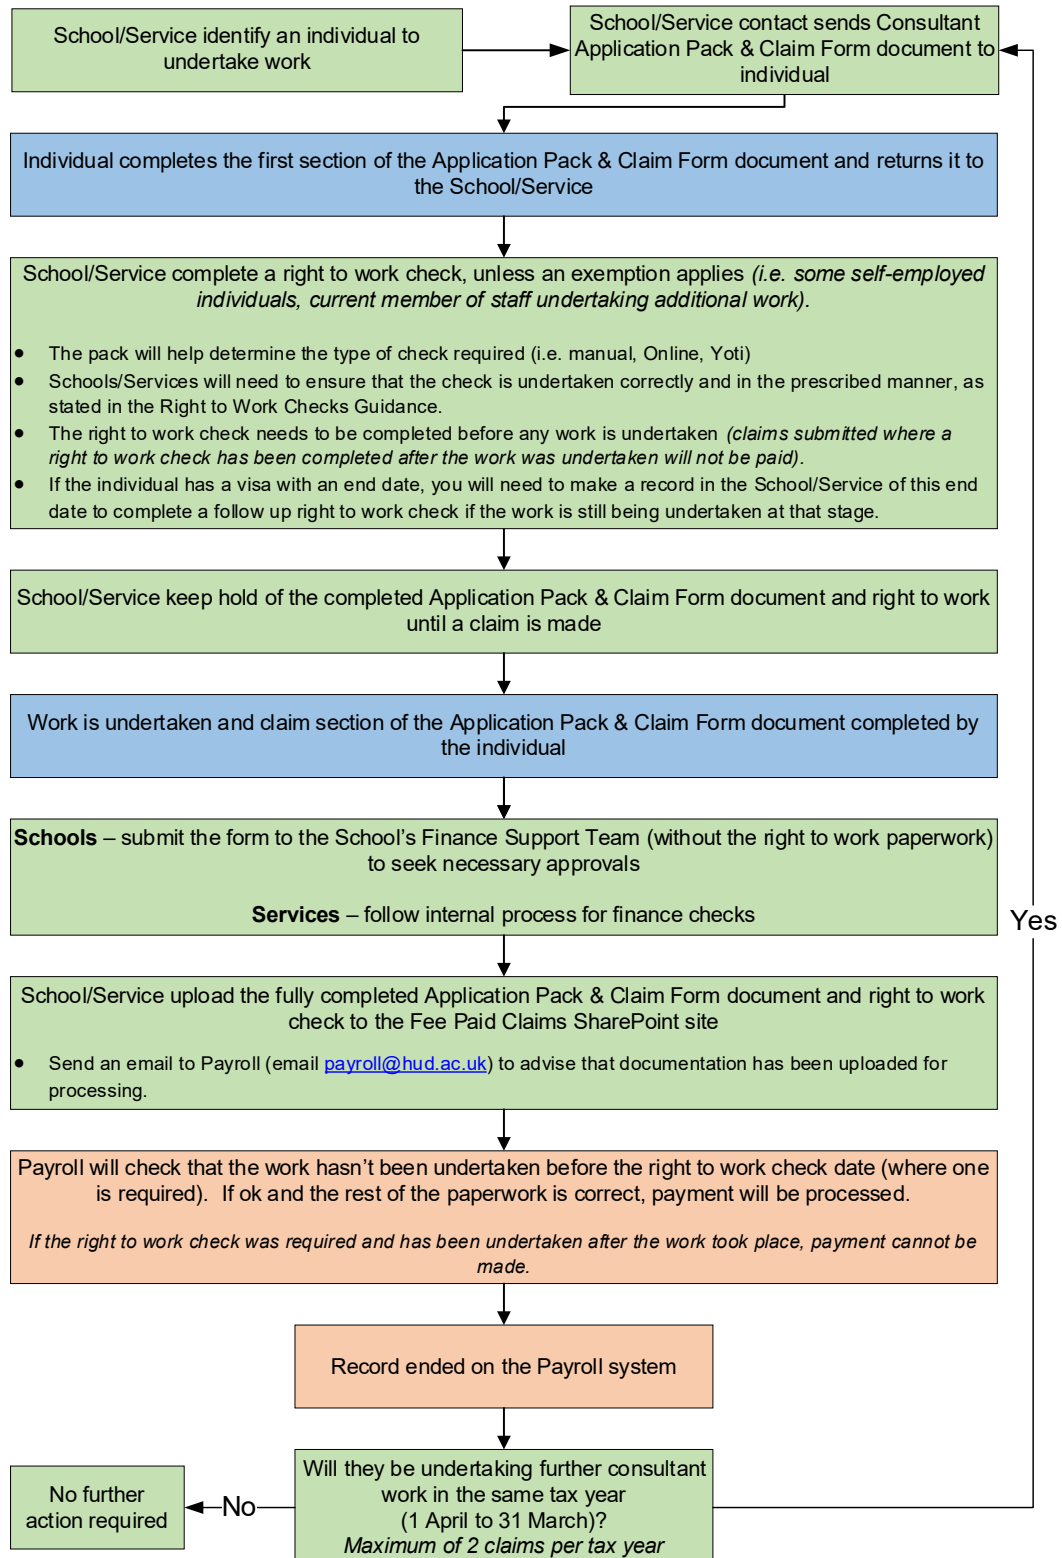 School/Service identify an individual to
undertake work
School/Service contact sends Consultant
Application Pack & Claim Form document to
individual
Individual completes the first section of the Application Pack & Claim Form document and returns it to
the School/Service
School/Service complete a right to work check, unless an exemption applies (i.e. some self-employed
individuals, current member of staff undertaking additional work).
• The pack will help determine the type of check required (i.e. manual, Online, Yoti)
• Schools/Services will need to ensure that the check is undertaken correctly and in the prescribed manner, as
stated in the Right to Work Checks Guidance.
• The right to work check needs to be completed before any work is undertaken (claims submitted where a
right to work check has been completed after the work was undertaken will not be paid).
• If the individual has a visa with an end date, you will need to make a record in the School/Service of this end
date to complete a follow up right to work check if the work is still being undertaken at that stage.
School/Service keep hold of the completed Application Pack & Claim Form document and right to work
until a claim is made
Work is undertaken and claim section of the Application Pack & Claim Form document completed by
the individual
Schools – submit the form to the School's Finance Support Team (without the right to work paperwork)
to seek necessary approvals
Services – follow internal process for finance checks
Yes
School/Service upload the fully completed Application Pack & Claim Form document and right to work
check to the Fee Paid Claims SharePoint site
• Send an email to Payroll (email payroll@hud.ac.uk) to advise that documentation has been uploaded for
processing.
Payroll will check that the work hasn't been undertaken before the right to work check date (where one
is required). If ok and the rest of the paperwork is correct, payment will be processed.
If the right to work check was required and has been undertaken after the work took place, payment cannot be
made.
Record ended on the Payroll system
Will they be undertaking further consultant
work in the same tax year
(1 April to 31 March)?
Maximum of 2 claims per tax year
No
No further
action required